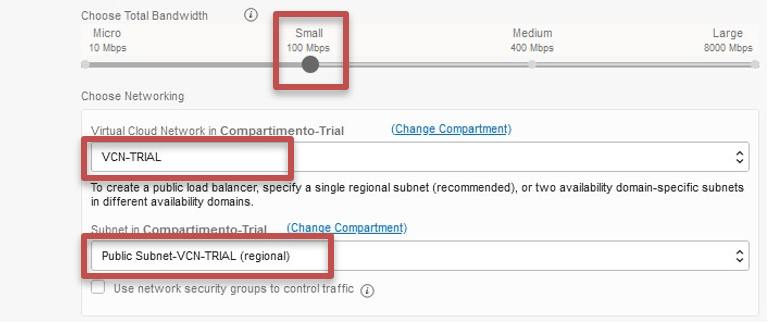 Choose Total Bandwidth
Micro Small Medium Large
10 Mbps 100 Mbps 400 Mbps 8000 Mbps
Choose Networking
Virtual Cloud Network in Compartimento-Trial (Change Compartment)
VCN-TRIAL
To create a public load balancer, specify a single regional subnet (recommended), or two availability domain-specific subnets
in different availability domains.
Subnet in Compartimento-Trial (Change Compartment)
Public Subnet-VCN-TRIAL (regional)
Use network security groups to control traffic